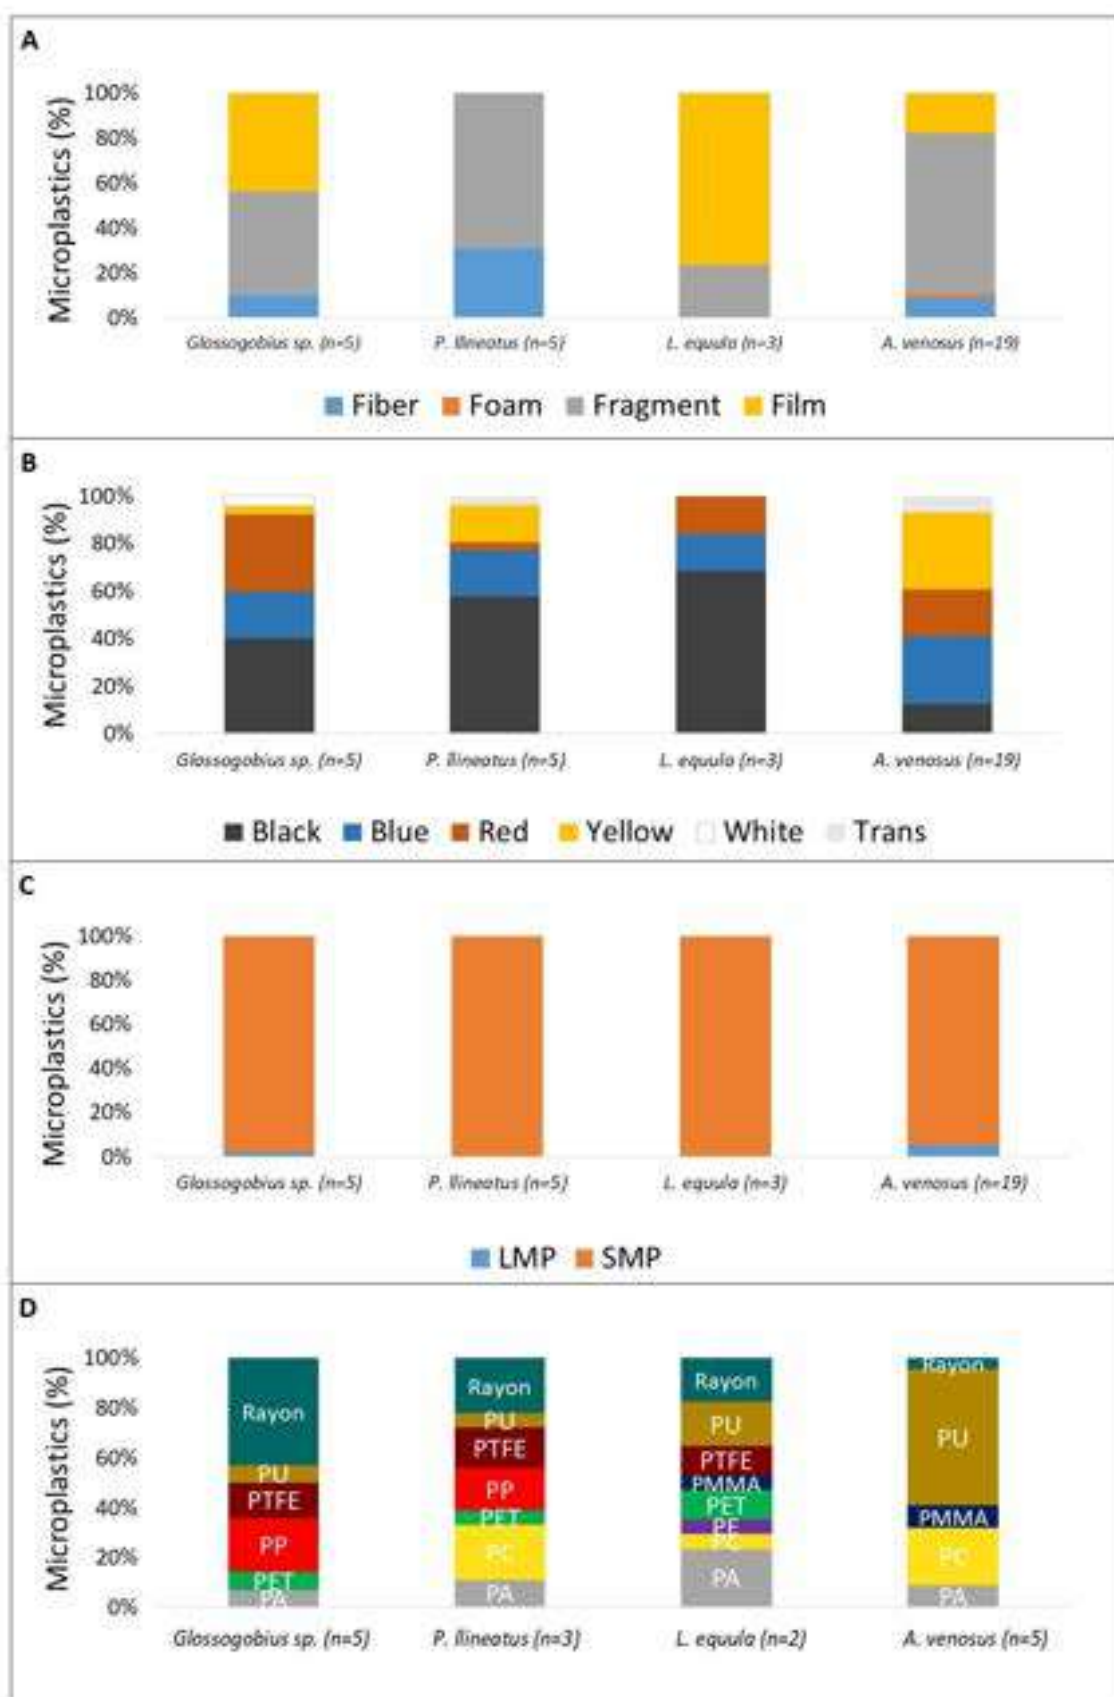 A
Microplastics (%)
100%
80%
60%
40%
20%
0%
Glossogobius sp. (n=5)
P. llineatus (n=5)
L. equula (n=3)
A. venosus (n=19)
Fiber
Foam
Fragment
Film
B
Microplastics (%)
100%
80%
60%
40%
20%
0%
Glossogobius sp. (n=5)
P. llineatus (n=5)
L. equula (n=3)
A. venosus (n=19)
Black
Blue
Red
Yellow
White
Trans
C
Microplastics (%)
100%
80%
60%
40%
20%
0%
Glossogobius sp. (n=5)
P. llineatus (n=5)
L. equula (n=3)
A. venosus (n=19)
LMP
SMP
D
Microplastics (%)
100%
80%
60%
40%
20%
0%
Rayon
PU
PTFE
PP
PET
PA
Rayon
PU
PTFE
PP
PET
PC
PA
Rayon
PU
PTFE
PMMA
PET
PE
PC
PA
Rayon
PU
PMMA
PC
PA
Glossogobius sp. (n=5)
P. llineatus (n=3)
L. equula (n=2)
A. venosus (n=5)